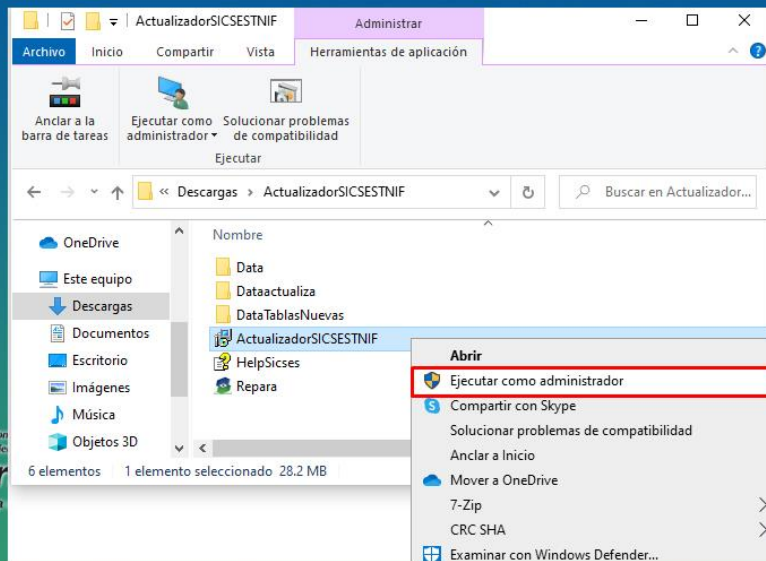 ActualizadorSICSESTNIF
Administrar
Archivo Inicio Compartir Vista Herramientas de aplicación
Anclar a la barra de tareas
Ejecutar como administrador
Solucionar problemas de compatibilidad
Ejecutar
« Descargas > ActualizadorSICSESTNIF
Buscar en Actualizador...
OneDrive
Este equipo
Descargas
Documentos
Escritorio
Imágenes
Música
Objetos 3D
Nombre
Data
Dataactualiza
DataTablasNuevas
ActualizadorSICSESTNIF
HelpSicses
Repara
6 elementos 1 elemento seleccionado 28.2 MB
Abrir
Ejecutar como administrador
Compartir con Skype
Solucionar problemas de compatibilidad
Anclar a Inicio
Mover a OneDrive
7-Zip
CRC SHA
Examinar con Windows Defender...